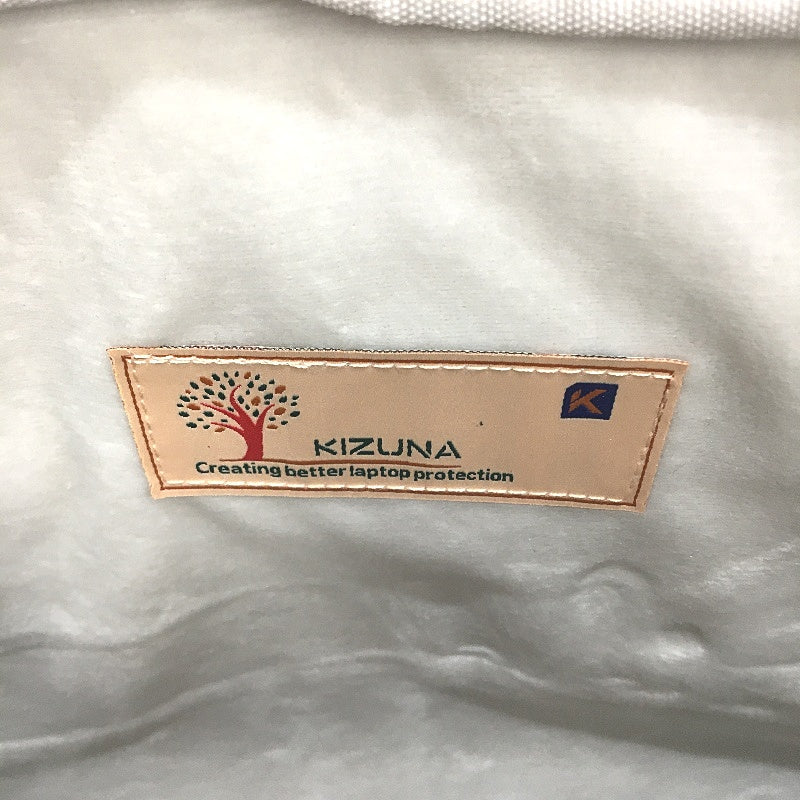 K
KIZUNA
Creating better laptop protection